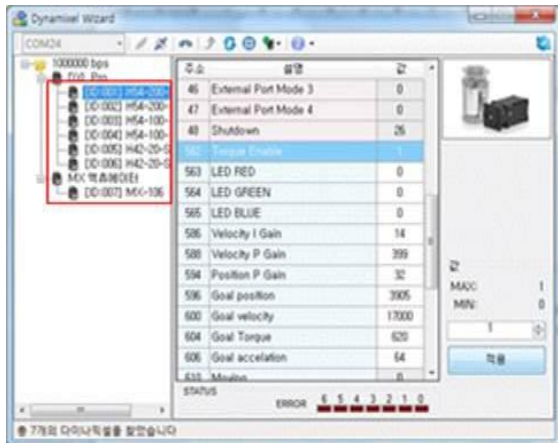 Dynamixel Wizard
COM24
1000000 bps
DXL Pro
[ID:001] H54-200-
[ID:002] H54-200-
[ID:003] H54-100-
[ID:004] H54-100-
[ID:005] H42-20-S
[ID:006] H42-20-S
MX 액츄에이터
[ID:007] MX-106
주소 설명 값
46 External Port Mode 3 0
47 External Port Mode 4 0
48 Shutdown 26
562 Torque Enable 1
563 LED RED 0
564 LED GREEN 0
565 LED BLUE 0
586 Velocity I Gain 14
588 Velocity P Gain 399
594 Position P Gain 32
596 Goal position 3905
600 Goal velocity 17000
604 Goal Torque 620
606 Goal accelation 64
610 Moving 0
STATUS
ERROR 6 5 4 3 2 1 0
값
MAX: 1
MIN: 0
1
적용
총 7개의 다이나믹셀을 찾았습니다